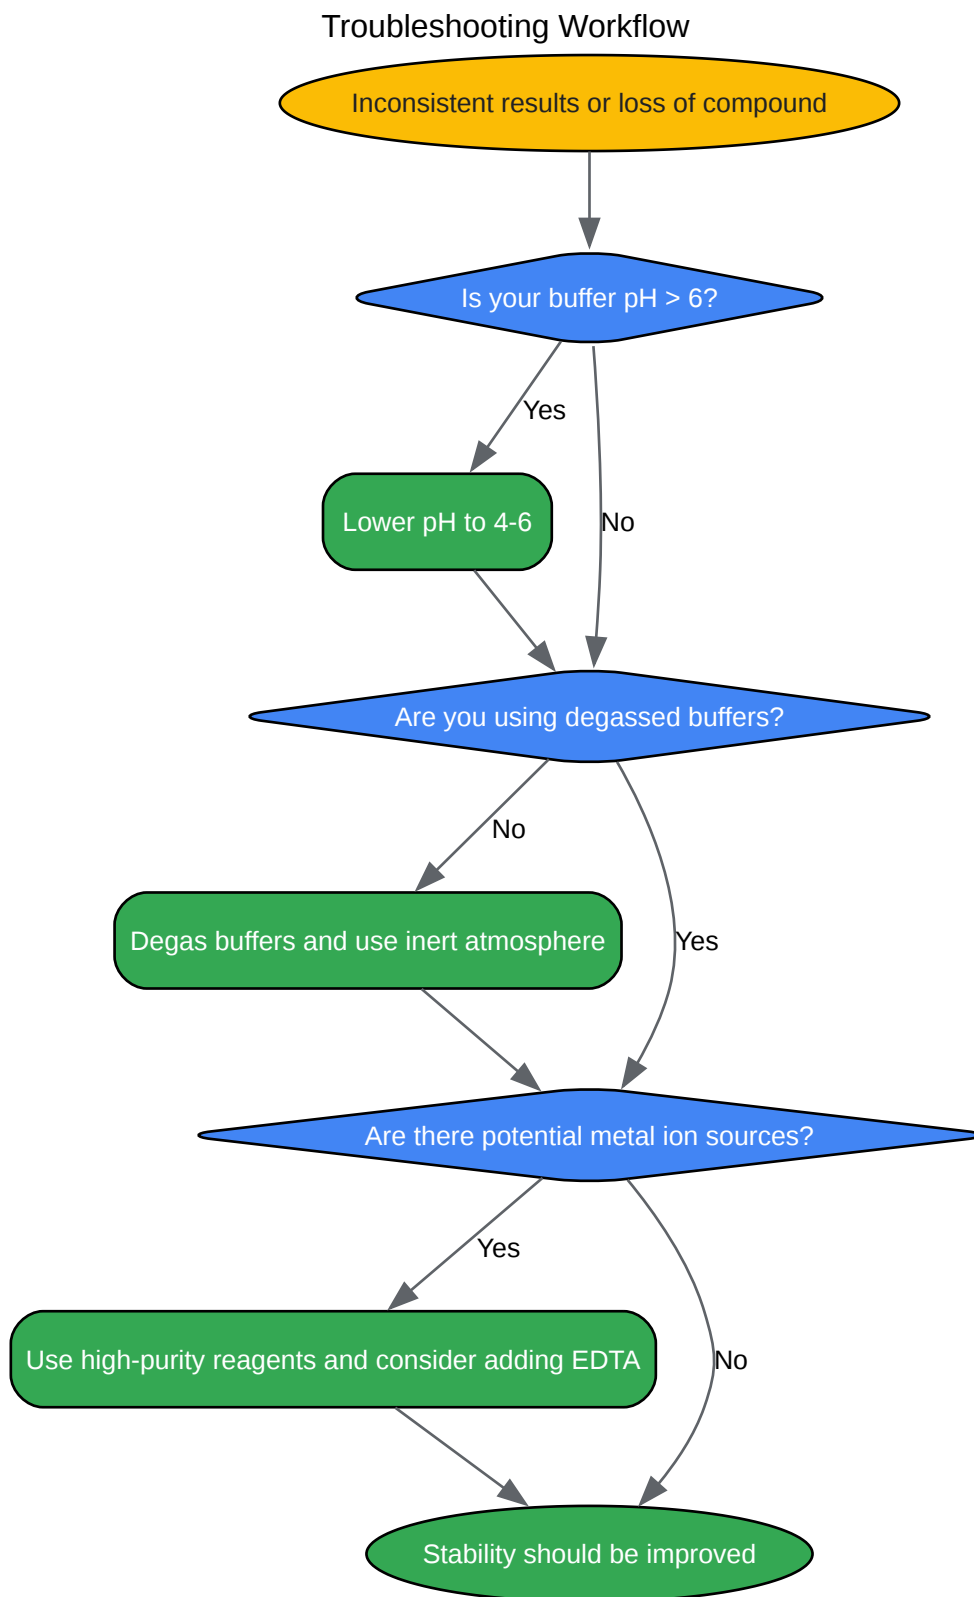 Troubleshooting Workflow
Inconsistent results or loss of compound
Is your buffer pH > 6?
Yes
Lower pH to 4-6
No
Are you using degassed buffers?
No
Degas buffers and use inert atmosphere
Yes
Are there potential metal ion sources?
Yes
Use high-purity reagents and consider adding EDTA
No
Stability should be improved